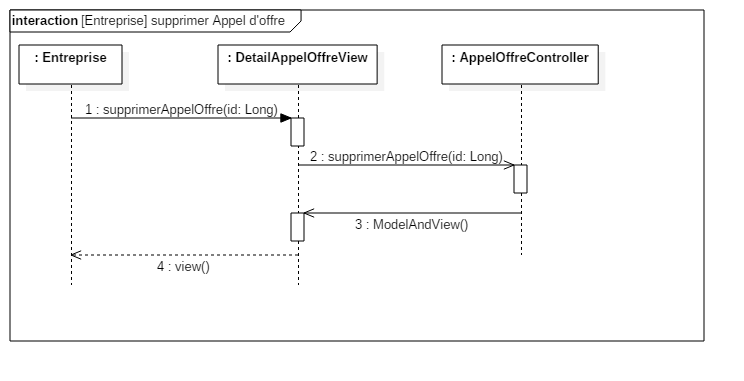 interaction [Entreprise] supprimer Appel d'offre
: Entreprise
: DetailAppelOffreView
: AppelOffreController
1 : supprimerAppelOffre(id: Long)
2 : supprimerAppelOffre(id: Long)
3 : ModelAndView()
4 : view()